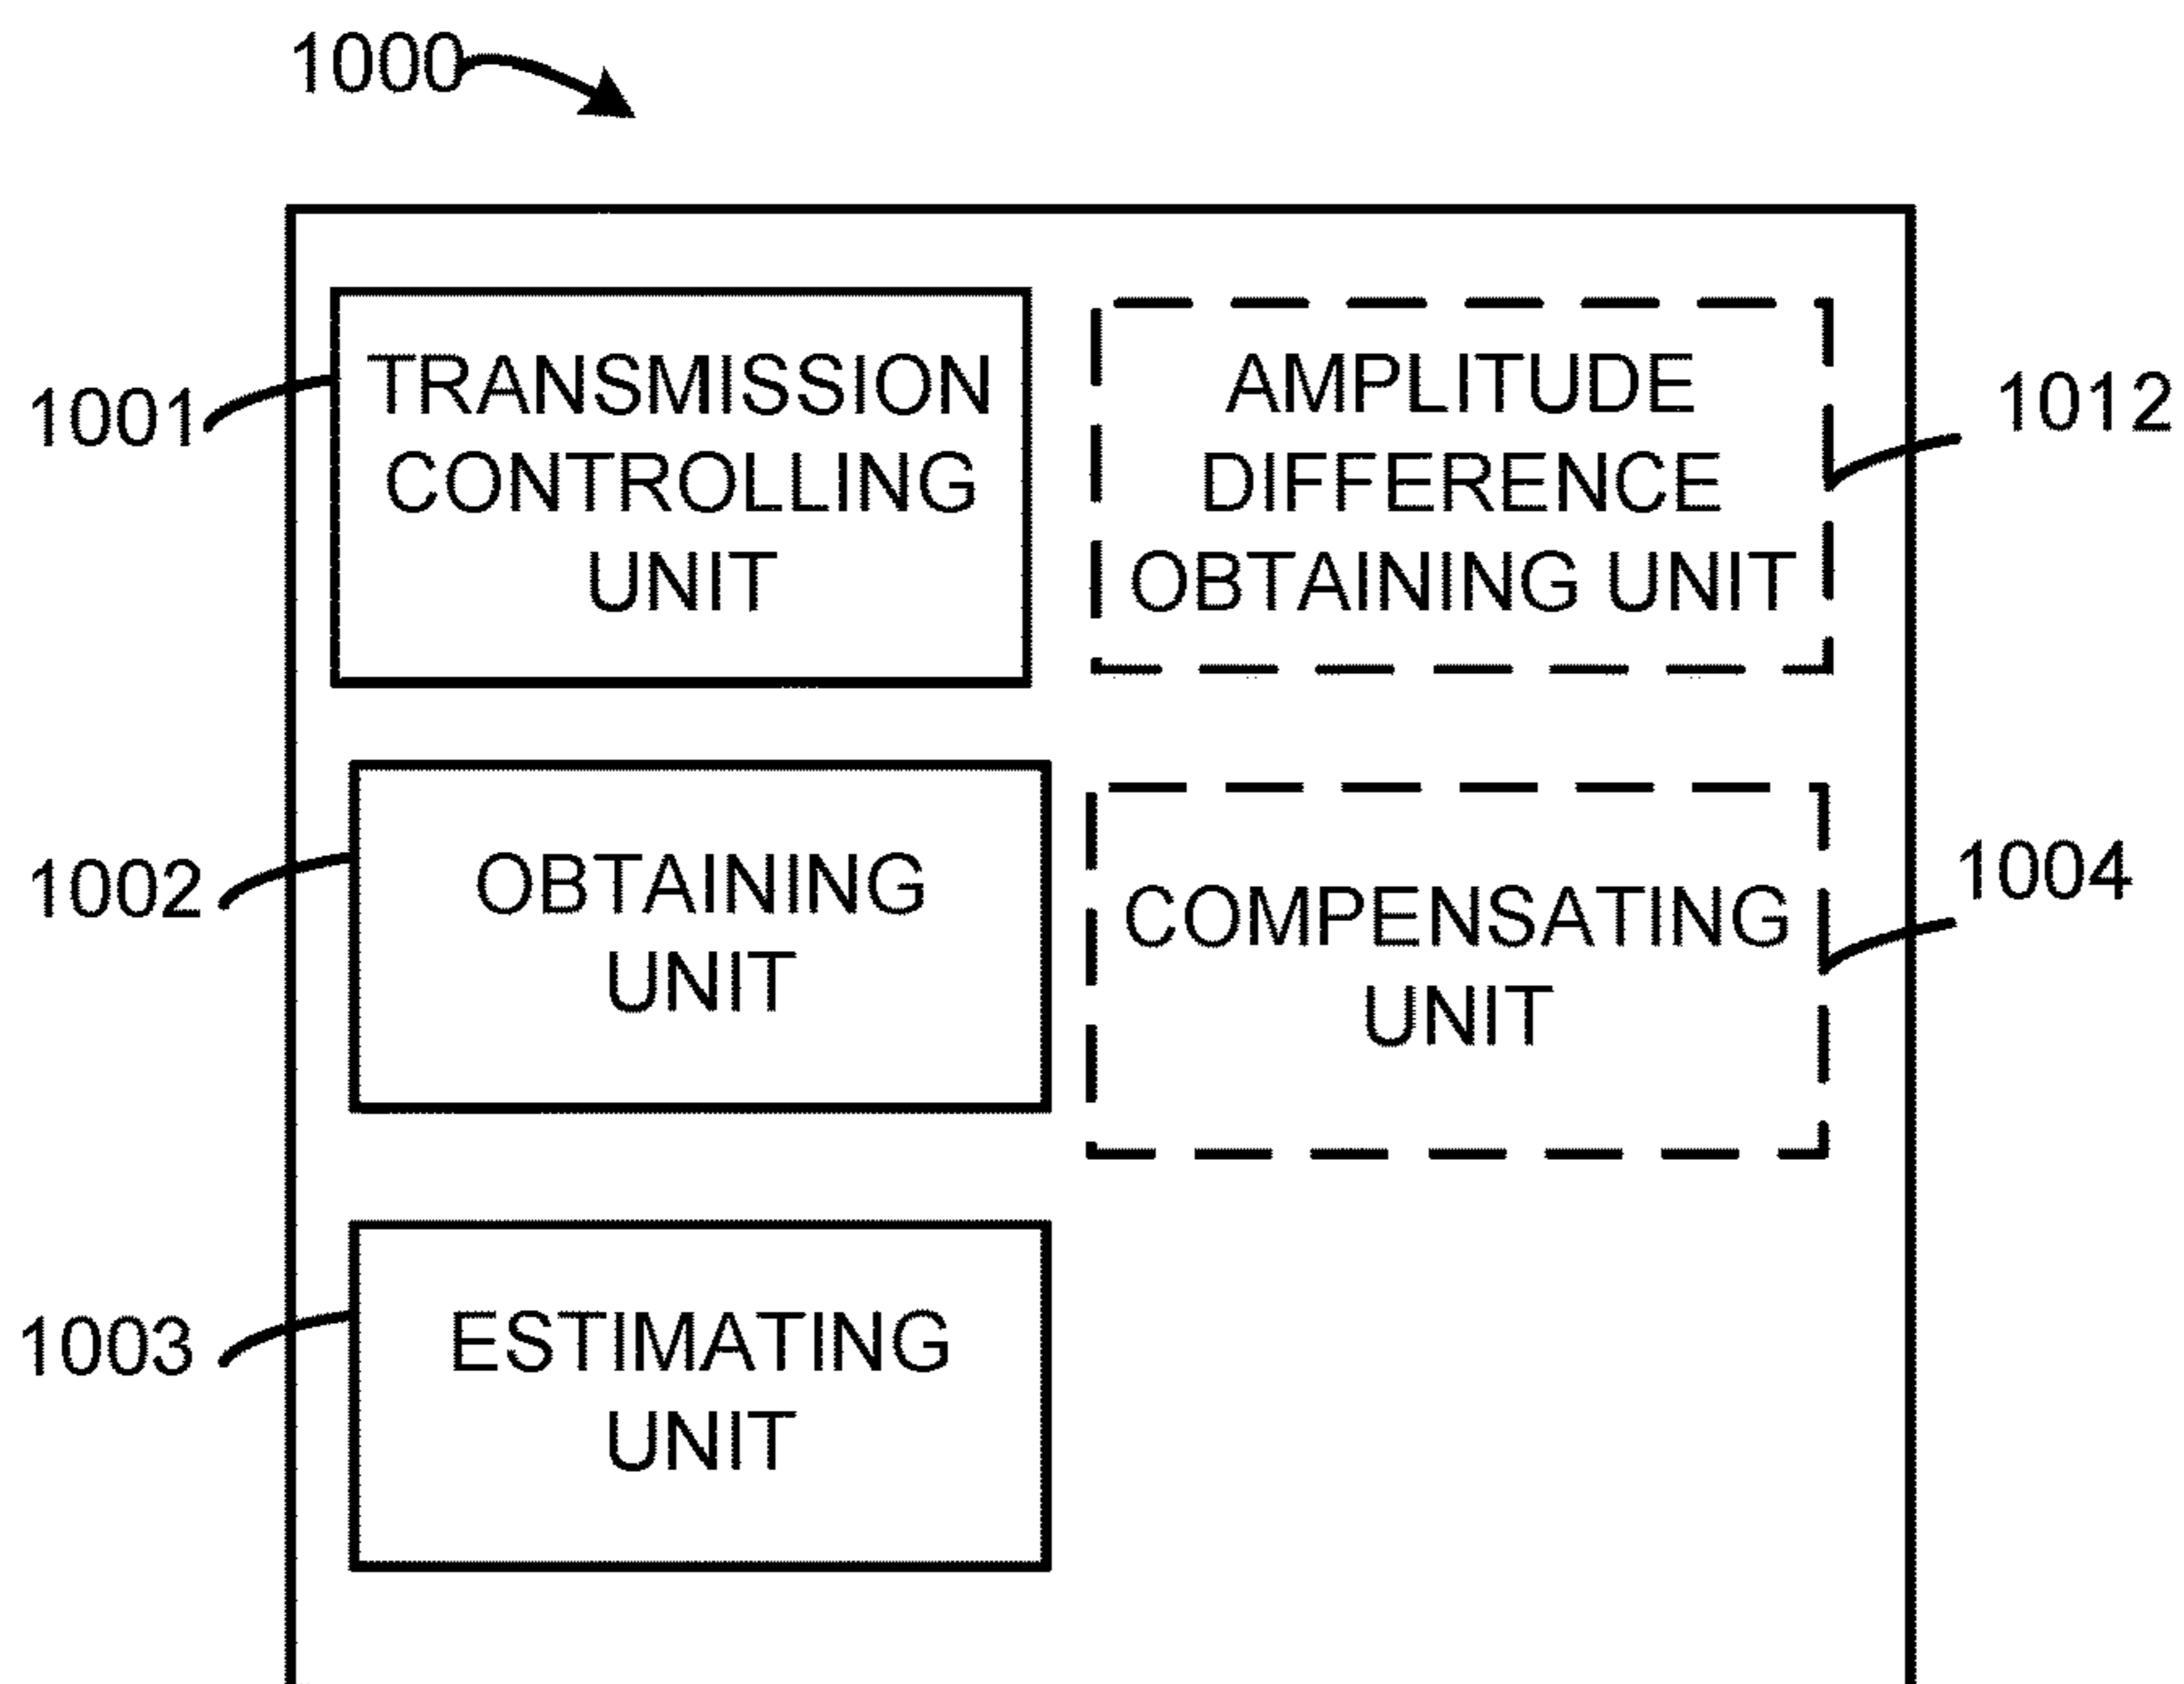 1000
1001
TRANSMISSION
CONTROLLING
UNIT
AMPLITUDE
DIFFERENCE
OBTAINING UNIT
1012
1002
OBTAINING
UNIT
COMPENSATING
UNIT
1004
1003
ESTIMATING
UNIT